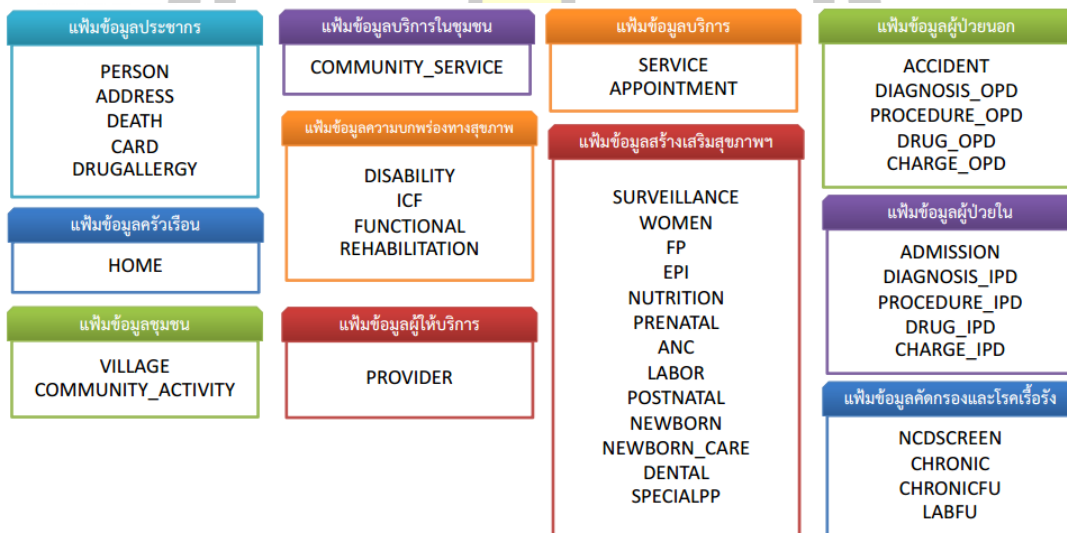 แฟ้มข้อมูลประชากร
PERSON
ADDRESS
DEATH
CARD
DRUGALLERGY
แฟ้มข้อมูลครัวเรือน
HOME
แฟ้มข้อมูลชุมชน
VILLAGE
COMMUNITY_ACTIVITY
แฟ้มข้อมูลบริการในชุมชน
COMMUNITY_SERVICE
แฟ้มข้อมูลความบกพร่องทางสุขภาพ
DISABILITY
ICF
FUNCTIONAL
REHABILITATION
แฟ้มข้อมูลผู้ให้บริการ
PROVIDER
แฟ้มข้อมูลบริการ
SERVICE
APPOINTMENT
แฟ้มข้อมูลสร้างเสริมสุขภาพฯ
SURVEILLANCE
WOMEN
FP
EPI
NUTRITION
PRENATAL
ANC
LABOR
POSTNATAL
NEWBORN
NEWBORN_CARE
DENTAL
SPECIALPP
แฟ้มข้อมูลผู้ป่วยนอก
ACCIDENT
DIAGNOSIS_OPD
PROCEDURE_OPD
DRUG_OPD
CHARGE_OPD
แฟ้มข้อมูลผู้ป่วยใน
ADMISSION
DIAGNOSIS_IPD
PROCEDURE_IPD
DRUG_IPD
CHARGE_IPD
แฟ้มข้อมูลคัดกรองและโรคเรื้อรัง
NCDSCREEN
CHRONIC
CHRONICFU
LABFU